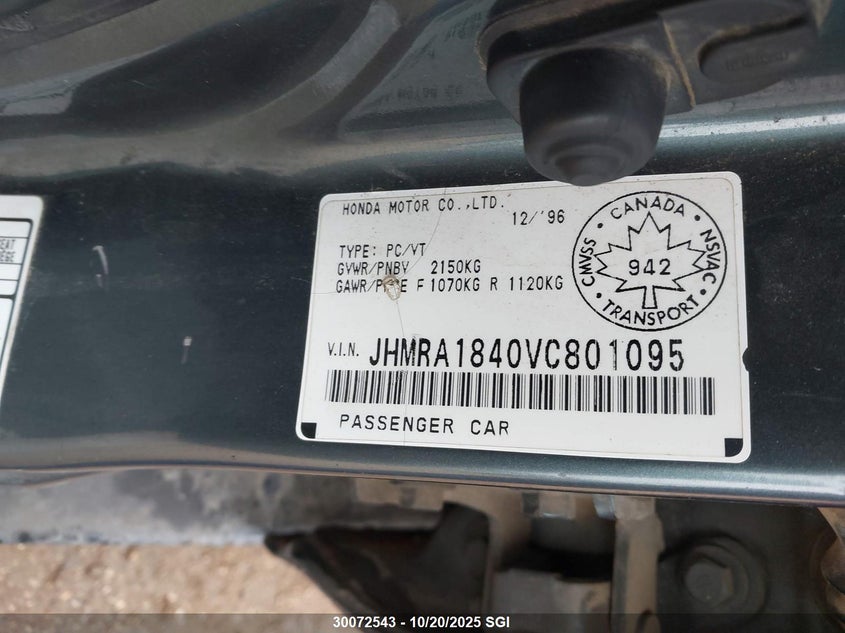 HONDA MOTOR CO.,LTD.
12/'96
TYPE: PC/VT
GVWR/PNBV 2150KG
F 1070KG R 1120KG
V.I.N. JHMRA1840VC801095
PASSENGER CAR
CANADA
CMVSS
942
NSVAC
TRANSPORT
30072543 - 10/20/2025 SGI